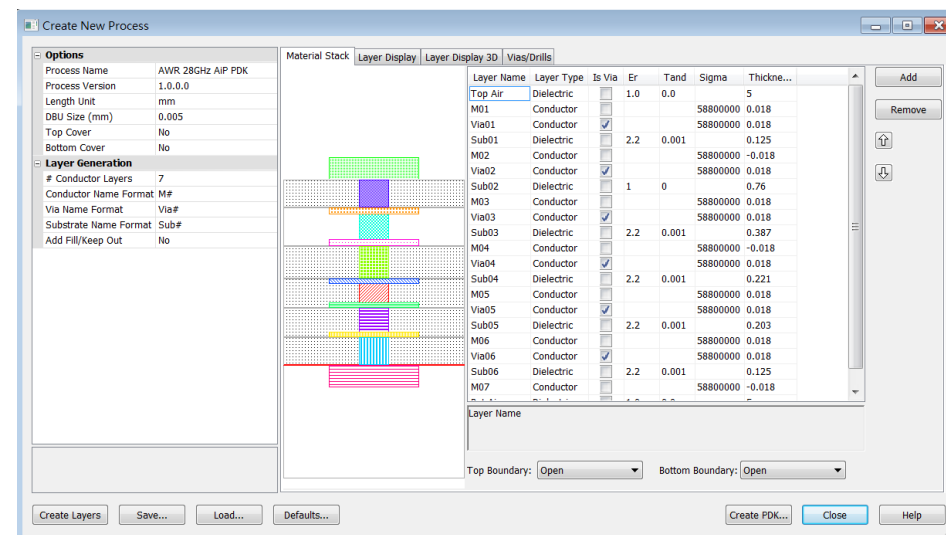 Create New Process
Options
Process Name AWR 28GHz AiP PDK
Process Version 1.0.0.0
Length Unit mm
DBU Size (mm) 0.005
Top Cover No
Bottom Cover No
Layer Generation
# Conductor Layers 7
Conductor Name Format M#
Via Name Format Via#
Substrate Name Format Sub#
Add Fill/Keep Out No
Material Stack Layer Display Layer Display 3D Vias/Drills
Layer Name Layer Type Is Via Er Tand Sigma Thickne...
Top Air Dielectric 1.0 0.0 5
M01 Conductor 58800000 0.018
Via01 Conductor 58800000 0.018
Sub01 Dielectric 2.2 0.001 0.125
M02 Conductor 58800000 -0.018
Via02 Conductor 58800000 0.018
Sub02 Dielectric 1 0 0.76
M03 Conductor 58800000 0.018
Via03 Conductor 58800000 0.018
Sub03 Dielectric 2.2 0.001 0.387
M04 Conductor 58800000 -0.018
Via04 Conductor 58800000 0.018
Sub04 Dielectric 2.2 0.001 0.221
M05 Conductor 58800000 0.018
Via05 Conductor 58800000 0.018
Sub05 Dielectric 2.2 0.001 0.203
M06 Conductor 58800000 0.018
Via06 Conductor 58800000 0.018
Sub06 Dielectric 2.2 0.001 0.125
M07 Conductor 58800000 -0.018
Add
Remove
Layer Name
Top Boundary: Open Bottom Boundary: Open
Create Layers Save... Load... Defaults... Create PDK... Close Help